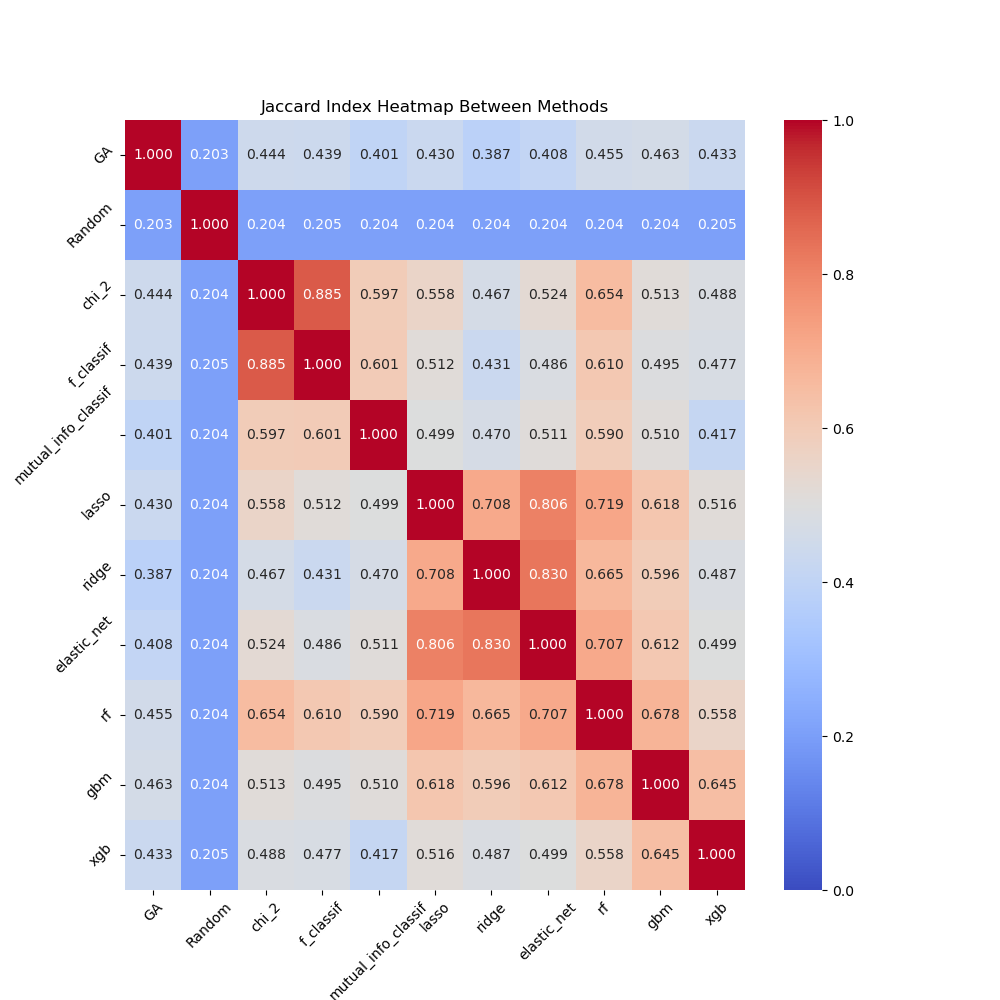 Jaccard Index Heatmap Between Methods
GA 1.000 0.203 0.444 0.439 0.401 0.430 0.387 0.408 0.455 0.463 0.433
Random 0.203 1.000 0.204 0.205 0.204 0.204 0.204 0.204 0.204 0.204 0.205
chi_2 0.444 0.204 1.000 0.885 0.597 0.558 0.467 0.524 0.654 0.513 0.488
f_classif 0.439 0.205 0.885 1.000 0.601 0.512 0.431 0.486 0.610 0.495 0.477
mutual_info_classif 0.401 0.204 0.597 0.601 1.000 0.499 0.470 0.511 0.590 0.510 0.417
lasso 0.430 0.204 0.558 0.512 0.499 1.000 0.708 0.806 0.719 0.618 0.516
ridge 0.387 0.204 0.467 0.431 0.470 0.708 1.000 0.830 0.665 0.596 0.487
elastic_net 0.408 0.204 0.524 0.486 0.511 0.806 0.830 1.000 0.707 0.612 0.499
rf 0.455 0.204 0.654 0.610 0.590 0.719 0.665 0.707 1.000 0.678 0.558
gbm 0.463 0.204 0.513 0.495 0.510 0.618 0.596 0.612 0.678 1.000 0.645
xgb 0.433 0.205 0.488 0.477 0.417 0.516 0.487 0.499 0.558 0.645 1.000
GA Random chi_2 f_classif mutual_info_classif lasso ridge elastic_net rf gbm xgb
1.0
0.8
0.6
0.4
0.2
0.0